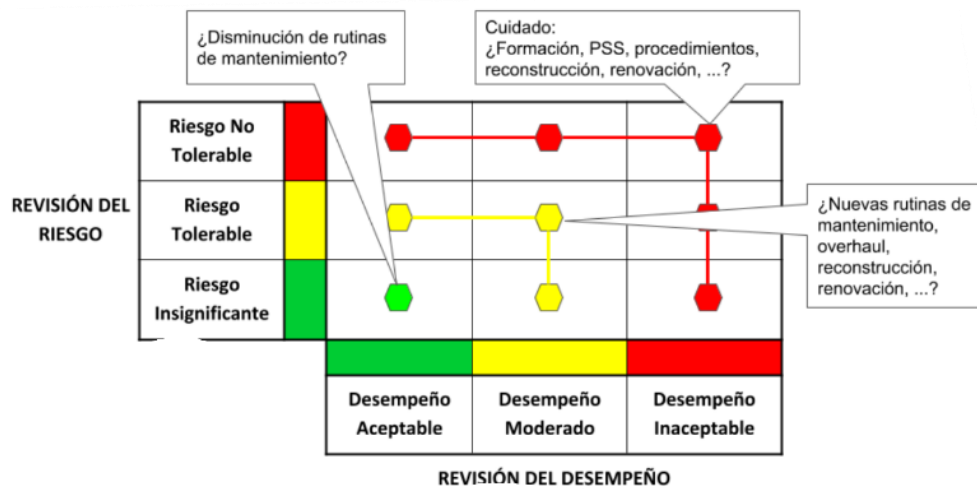 ¿Disminución de rutinas
de mantenimiento?
Cuidado:
¿Formación, PSS, procedimientos,
reconstrucción, renovación, ...?
REVISIÓN DEL
RIESGO
Riesgo No
Tolerable
Riesgo
Tolerable
Riesgo
Insignificante
¿Nuevas rutinas de
mantenimiento,
overhaul,
reconstrucción,
renovación, ...?
Desempeño
Aceptable
Desempeño
Moderado
Desempeño
Inaceptable
REVISIÓN DEL DESEMPEÑO